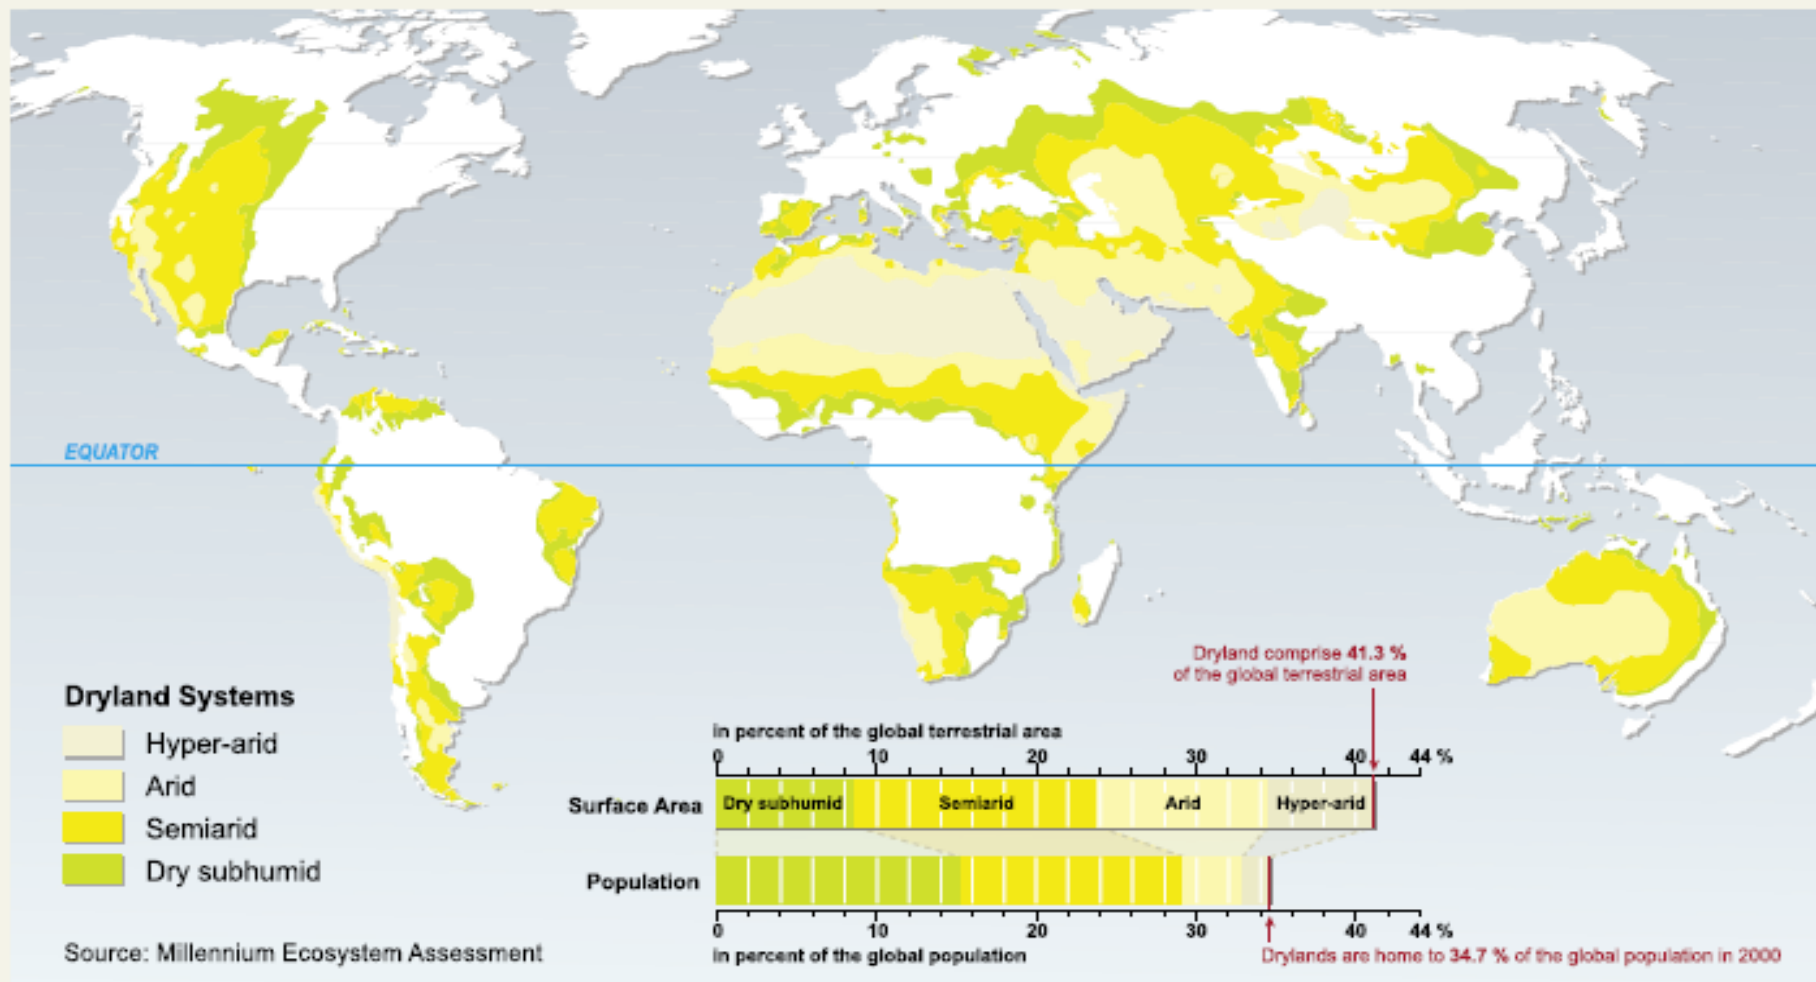 EQUATOR
Dryland comprise 41.3 %
of the global terrestrial area
Dryland Systems
Hyper-arid
Arid
Semiarid
Dry subhumid
Source: Millennium Ecosystem Assessment
in percent of the global terrestrial area
0 10 20 30 40 44 %
Surface Area Dry subhumid Semiarid Arid Hyper-arid
Population
0 10 20 30 40 44 %
in percent of the global population
Drylands are home to 34.7 % of the global population in 2000